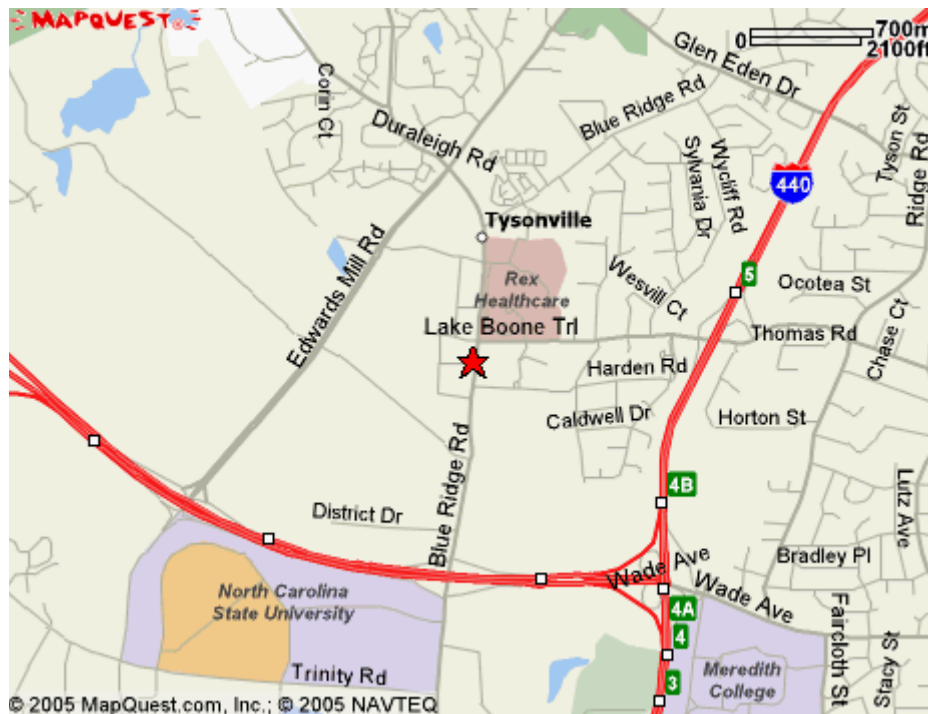 MAPQUEST
0
700m
2100ft
Glen Eden Dr
Corin Ct
Duraleigh Rd
Blue Ridge Rd
Sylvania Dr
Wycliff Rd
Tyson St
Ridge Rd
440
Tysonville
Edwards Mill Rd
Rex
Healthcare
Wesvill Ct
5
Ocotea St
Lake Boone Trl
Thomas Rd
Chase Ct
Harden Rd
Caldwell Dr
Horton St
Blue Ridge Rd
4B
Lutz Ave
District Dr
Wade Ave
Bradley Pl
Wade Ave
North Carolina
State University
4A
4
Faircloth St
Stacy St
Trinity Rd
3
Meredith
College
© 2005 MapQuest.com, Inc.; © 2005 NAVTEQ